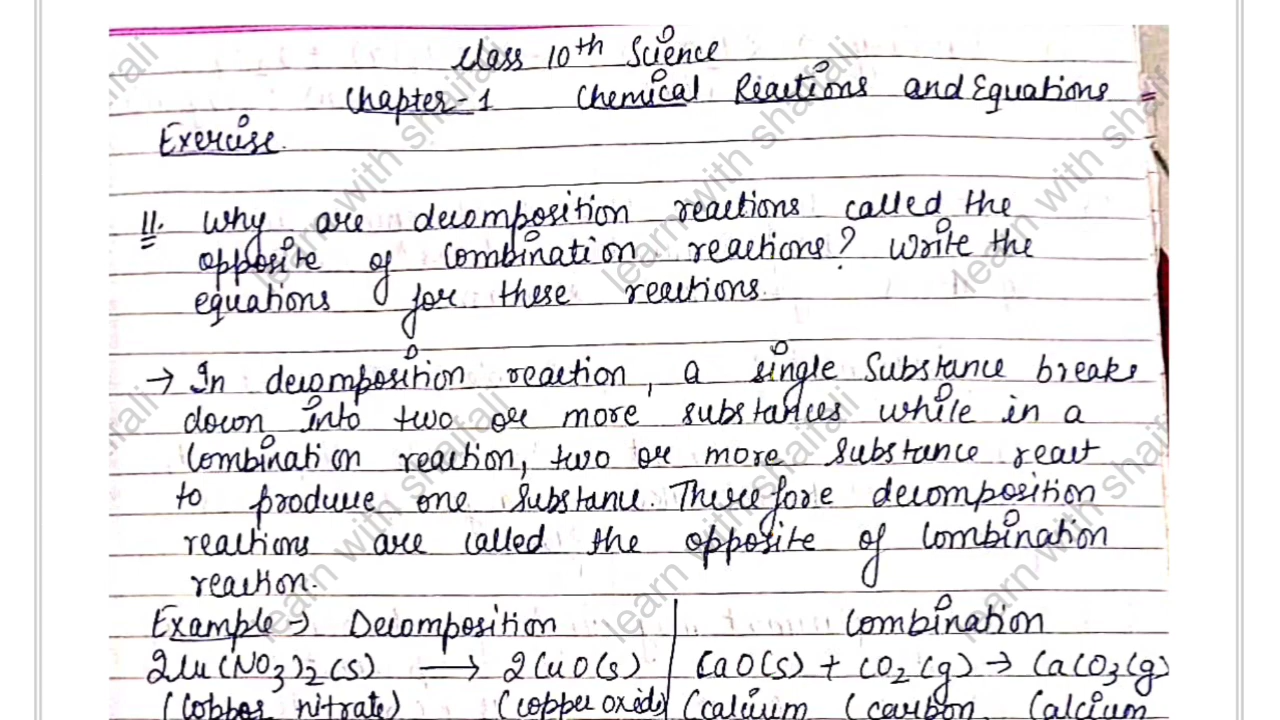 Class 10th Science
Chapter-1 Chemical Reactions and Equations
Exercise.
11. Why are decomposition reactions called the
opposite of combination reactions? Write the
equations for these reactions.
→ In decomposition reaction, a single Substance breaks
down into two or more substances while in a
Combination reaction, two or more substance react
to produce one substance. Therefore decomposition
reactions are called the opposite of Combination
reaction.
Example → Decomposition | Combination
2Cu(NO3)2(s) → 2CuO(s) | CaO(s) + CO2(g) → CaCO3(g)
(Copper nitrate) (Copper oxide) (Calcium (carbon Calcium
learn with shaifali